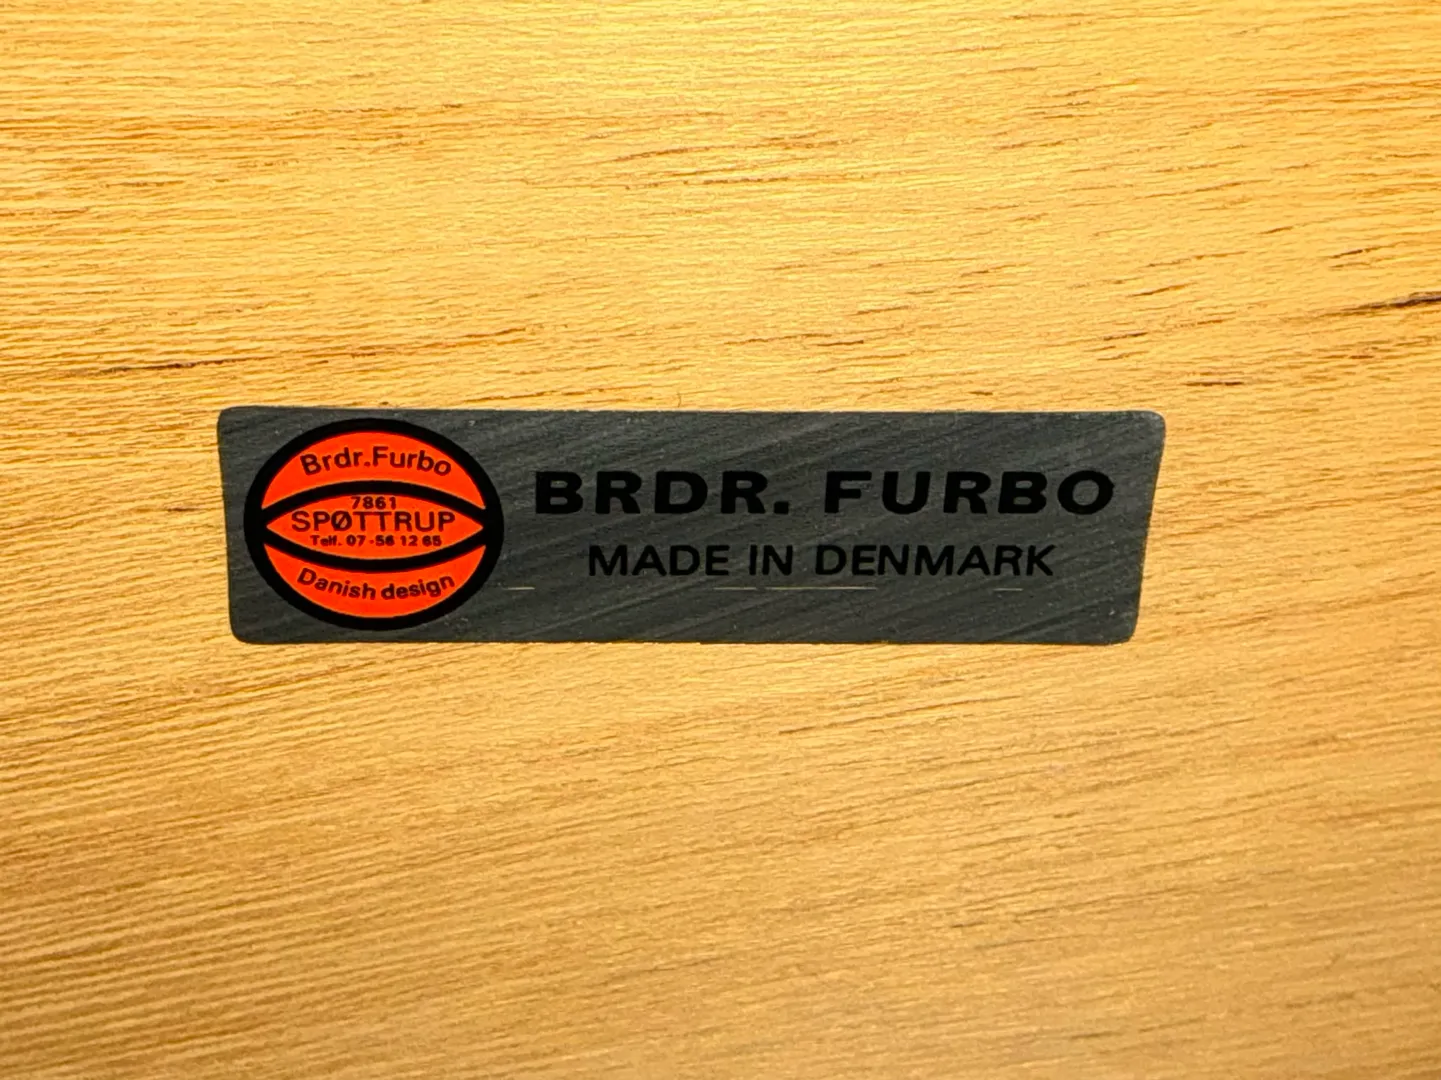 Brdr.Furbo
7861
SPØTTRUP
Telf. 07-56 12 65
Danish design
BRDR. FURBO
MADE IN DENMARK